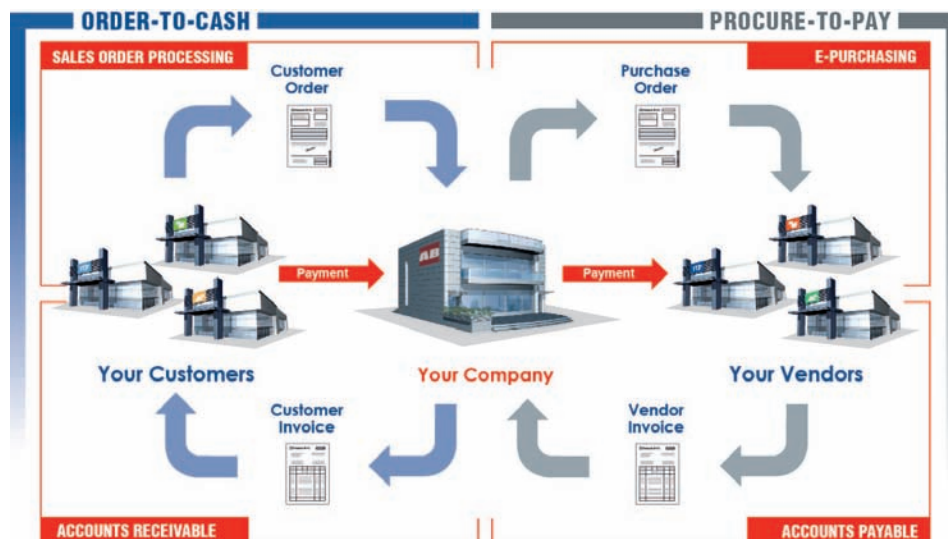 ORDER-TO-CASH
PROCURE-TO-PAY
SALES ORDER PROCESSING
E-PURCHASING
Customer
Order
Purchase
Order
AB
Payment
Payment
Your Customers
Your Company
Your Vendors
Customer
Invoice
Vendor
Invoice
ACCOUNTS RECEIVABLE
ACCOUNTS PAYABLE